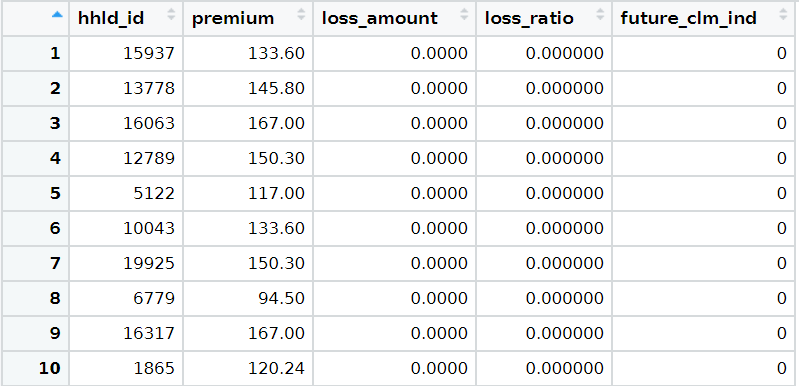 hhld_id premium loss_amount loss_ratio future_clm_ind
1 15937 133.60 0.0000 0.000000 0
2 13778 145.80 0.0000 0.000000 0
3 16063 167.00 0.0000 0.000000 0
4 12789 150.30 0.0000 0.000000 0
5 5122 117.00 0.0000 0.000000 0
6 10043 133.60 0.0000 0.000000 0
7 19925 150.30 0.0000 0.000000 0
8 6779 94.50 0.0000 0.000000 0
9 16317 167.00 0.0000 0.000000 0
10 1865 120.24 0.0000 0.000000 0